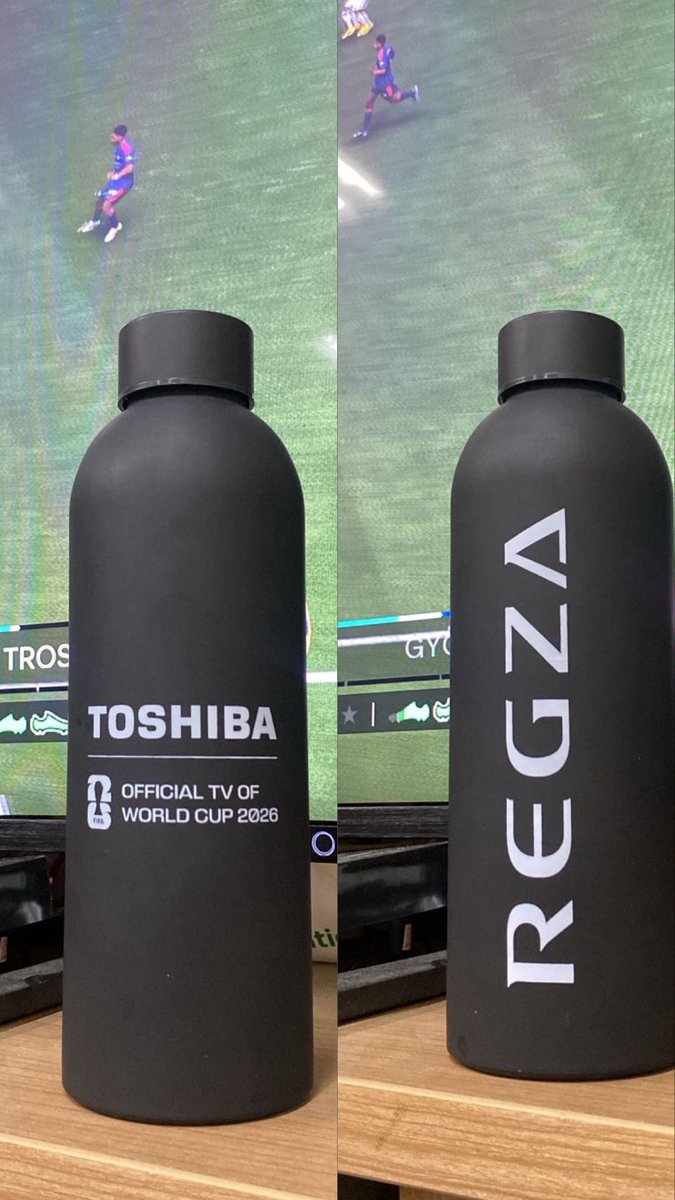 TROS
TOSHIBA
FIFA
OFFICIAL TV OF
WORLD CUP 2026
GYO
REGZA